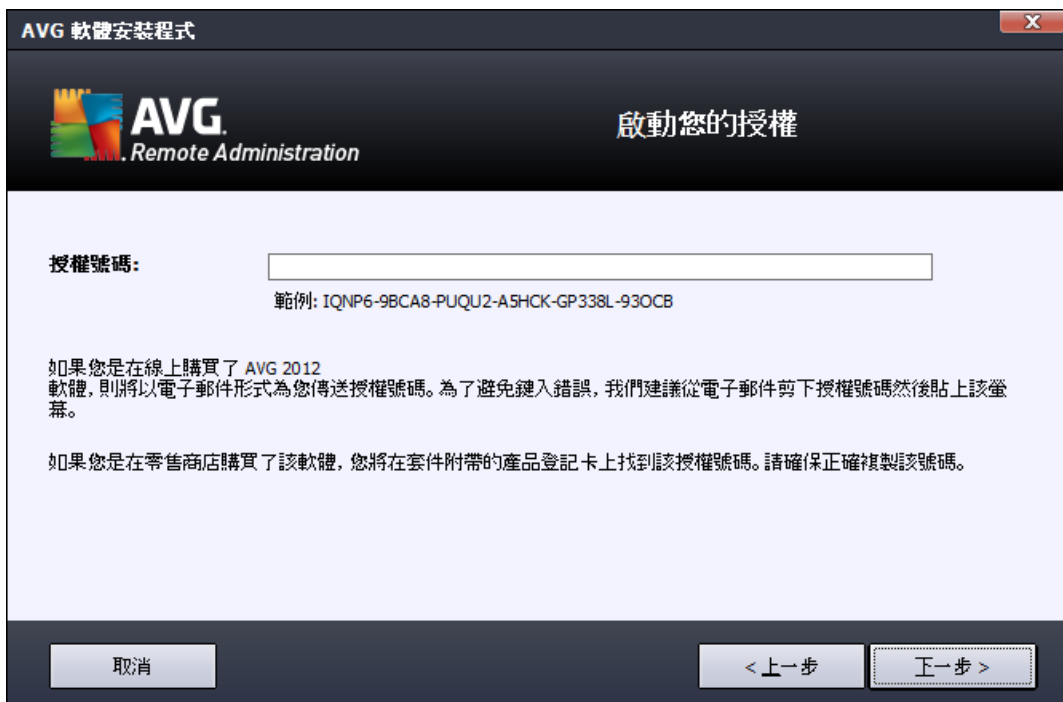 AVG 軟體安裝程式
AVG.
Remote Administration
啟動您的授權
授權號碼:
範例: IQNP6-9BCA8-PUQU2-A5HCK-GP338L-93OCB
如果您是在線上購買了 AVG 2012
軟體, 則將以電子郵件形式為您傳送授權號碼。為了避免鍵入錯誤, 我們建議從電子郵件剪下授權號碼然後貼上該螢
幕。
如果您是在零售商店購買了該軟體, 您將在套件附帶的產品登記卡上找到該授權號碼。請確保正確複製該號碼。
取消
< 上一步
下一步 >